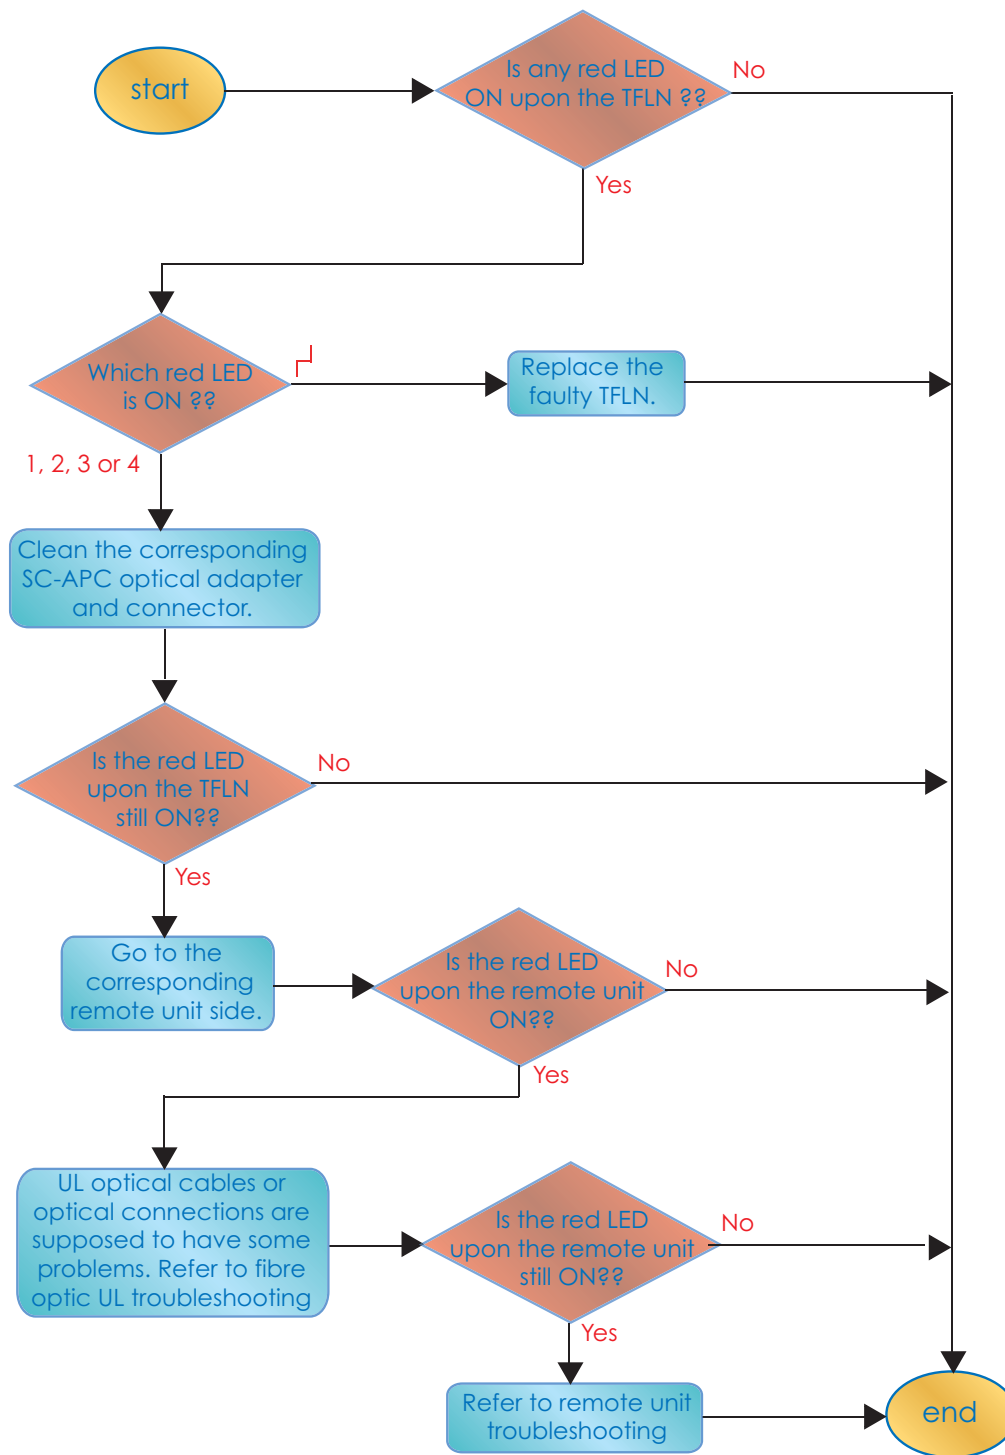 start
Is any red LED
ON upon the TFLN ??
No
Yes
Which red LED
is ON ??
Replace the
faulty TFLN.
1, 2, 3 or 4
Clean the corresponding
SC-APC optical adapter
and connector.
Is the red LED
upon the TFLN
still ON??
No
Yes
Go to the
corresponding
remote unit side.
Is the red LED
upon the remote unit
ON??
No
Yes
UL optical cables or
optical connections are
supposed to have some
problems. Refer to fibre
optic UL troubleshooting
Is the red LED
upon the remote unit
still ON??
No
Yes
Refer to remote unit
troubleshooting
end